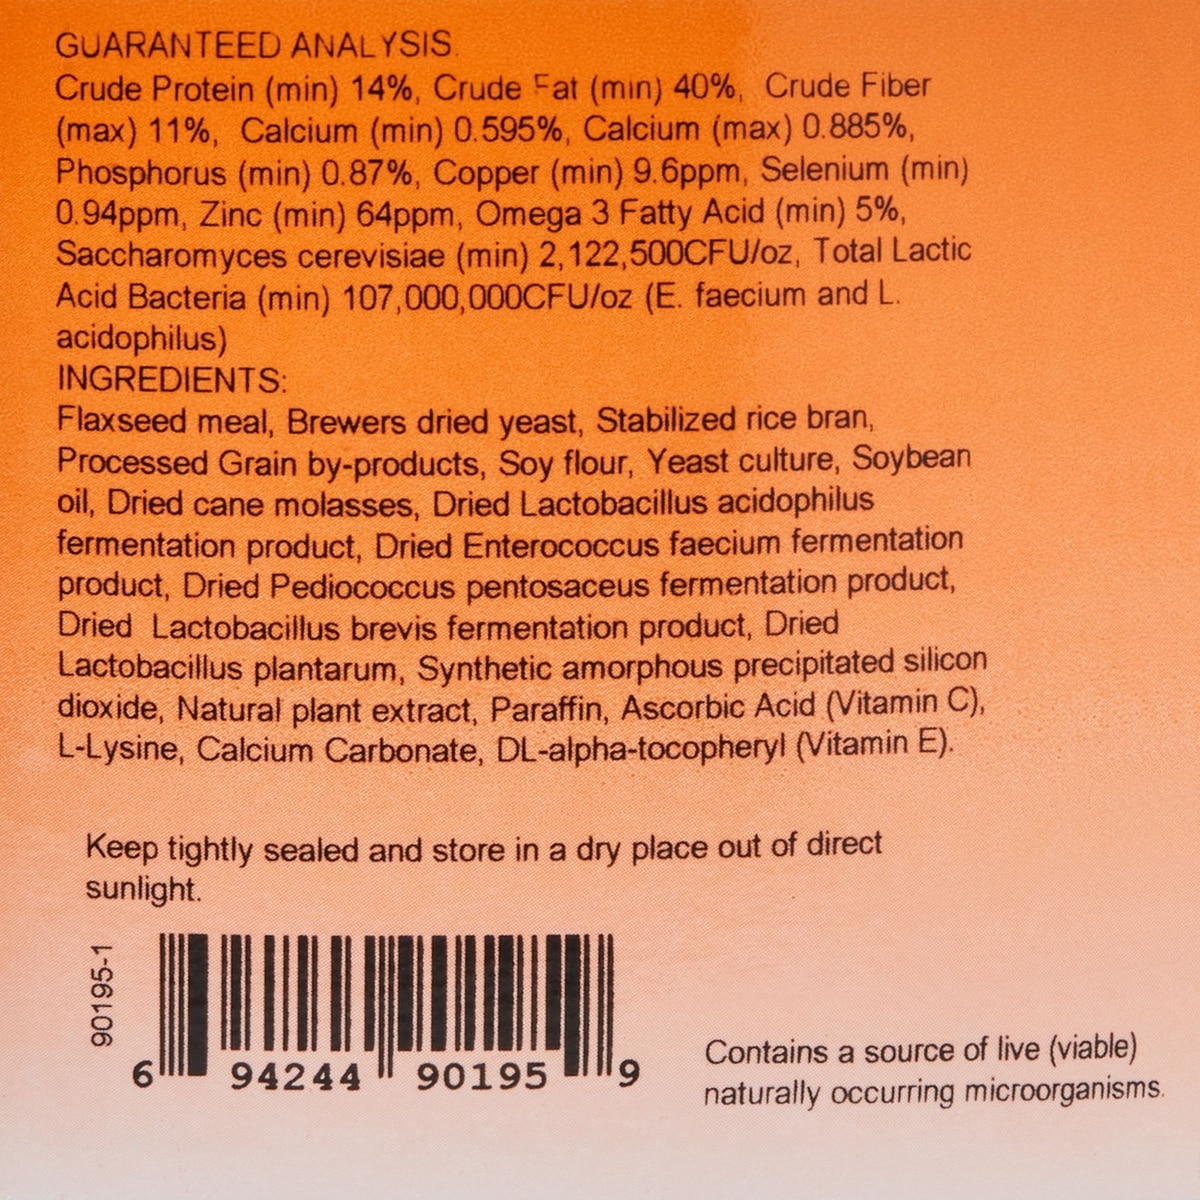 GUARANTEED ANALYSIS.
Crude Protein (min) 14%, Crude Fat (min) 40%, Crude Fiber
(max) 11%, Calcium (min) 0.595%, Calcium (max) 0.885%,
Phosphorus (min) 0.87%, Copper (min) 9.6ppm, Selenium (min)
0.94ppm, Zinc (min) 64ppm, Omega 3 Fatty Acid (min) 5%,
Saccharomyces cerevisiae (min) 2,122,500CFU/oz, Total Lactic
Acid Bacteria (min) 107,000,000CFU/oz (E. faecium and L.
acidophilus)
INGREDIENTS:
Flaxseed meal, Brewers dried yeast, Stabilized rice bran,
Processed Grain by-products, Soy flour, Yeast culture, Soybean
oil, Dried cane molasses, Dried Lactobacillus acidophilus
fermentation product, Dried Enterococcus faecium fermentation
product, Dried Pediococcus pentosaceus fermentation product,
Dried Lactobacillus brevis fermentation product, Dried
Lactobacillus plantarum, Synthetic amorphous precipitated silicon
dioxide, Natural plant extract, Paraffin, Ascorbic Acid (Vitamin C),
L-Lysine, Calcium Carbonate, DL-alpha-tocopheryl (Vitamin E).
Keep tightly sealed and store in a dry place out of direct
sunlight.
90195-1
6 94244 90195 9
Contains a source of live (viable)
naturally occurring microorganisms.